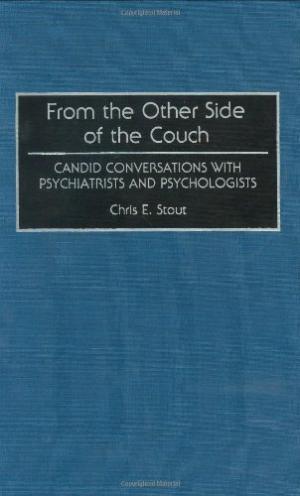 From the Other Side
of the Couch
CANDID CONVERSATIONS WITH
PSYCHIATRISTS AND PSYCHOLOGISTS
Chris E. Stout